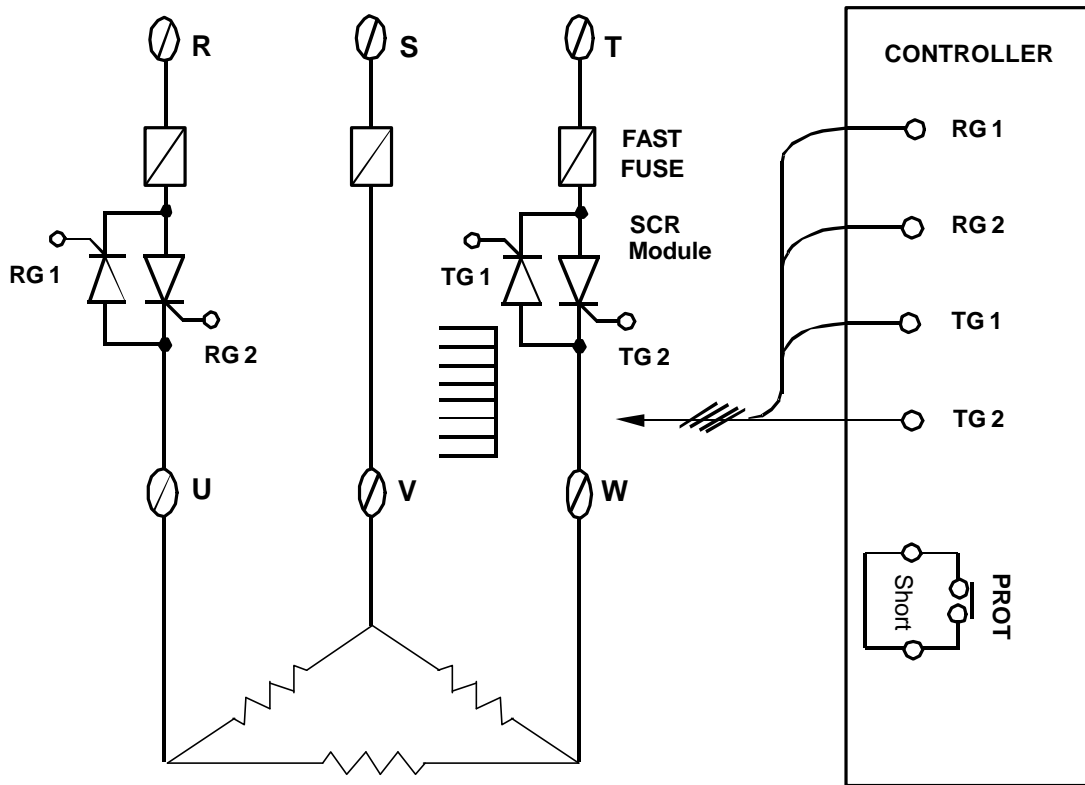 R
S
T
CONTROLLER
FAST
FUSE
RG 1
SCR
Module
RG 2
RG 1
TG 1
TG 1
RG 2
TG 2
TG 2
U
V
W
Short
PROT